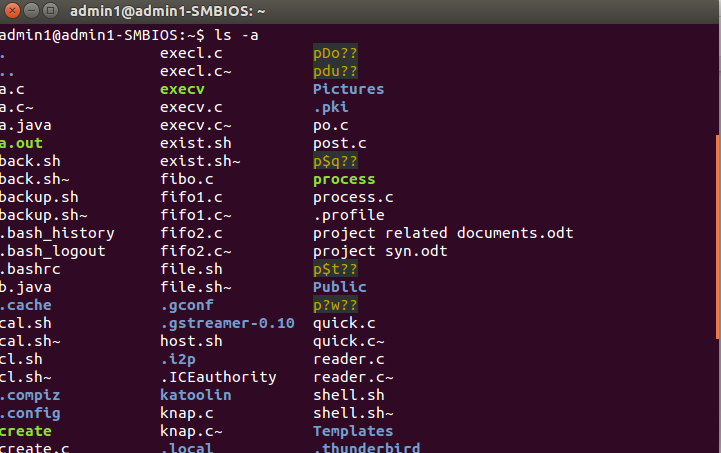 admin1@admin1-SMBIOS: ~
admin1@admin1-SMBIOS:~$ ls -a
. execl.c pDo??
.. execl.c~ pdu??
a.c execv Pictures
a.c~ execv.c .pki
a.java execv.c~ po.c
a.out exist.sh post.c
back.sh exist.sh~ p$q??
back.sh~ fibo.c process
backup.sh fifo1.c process.c
backup.sh~ fifo1.c~ .profile
.bash_history fifo2.c project related documents.odt
.bash_logout fifo2.c~ project syn.odt
.bashrc file.sh p$t??
b.java file.sh~ Public
.cache .gconf p?w??
cal.sh .gstreamer-0.10 quick.c
cal.sh~ host.sh quick.c~
cl.sh .i2p reader.c
cl.sh~ .ICEauthority reader.c~
.compiz katoolin shell.sh
.config knap.c shell.sh~
create knap.c~ Templates
create.c .local .thunderbird